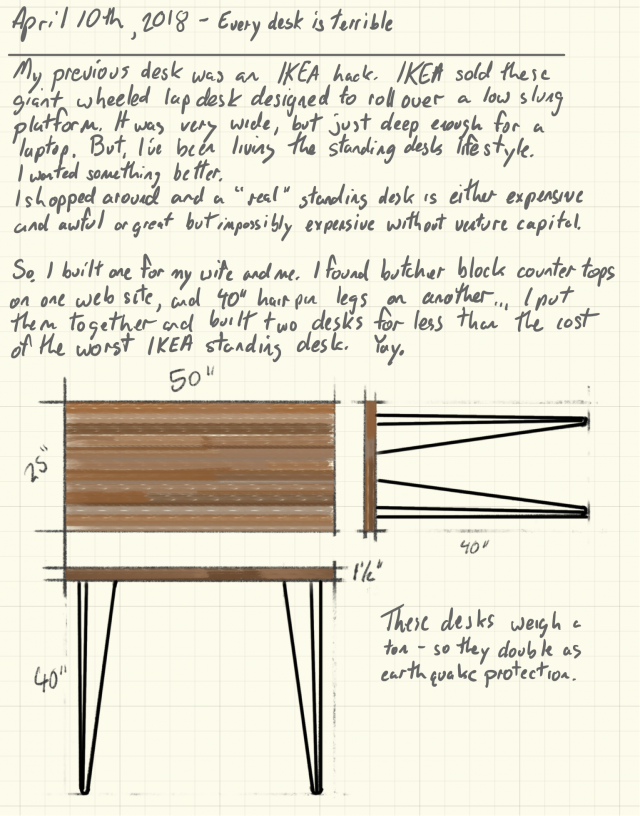 April 10th, 2018 - Every desk is terrible
My previous desk was an IKEA hack. IKEA sold these
giant wheeled lap desk designed to roll over a low slung
platform. It was very wide, but just deep enough for a
laptop. But, I've been living the standing desks lifestyle.
I wanted something better.
I shopped around and a "real" standing desk is either expensive
and awful or great but impossibly expensive without venture capital.
So, I built one for my wife and me. I found butcher block counter tops
on one web site, and 40" hair pin legs on another... I put
them together and built two desks for less than the cost
of the worst IKEA standing desk. Yay.
50"
25"
40"
1½"
40"
These desks weigh a
ton - so they double as
earthquake protection.